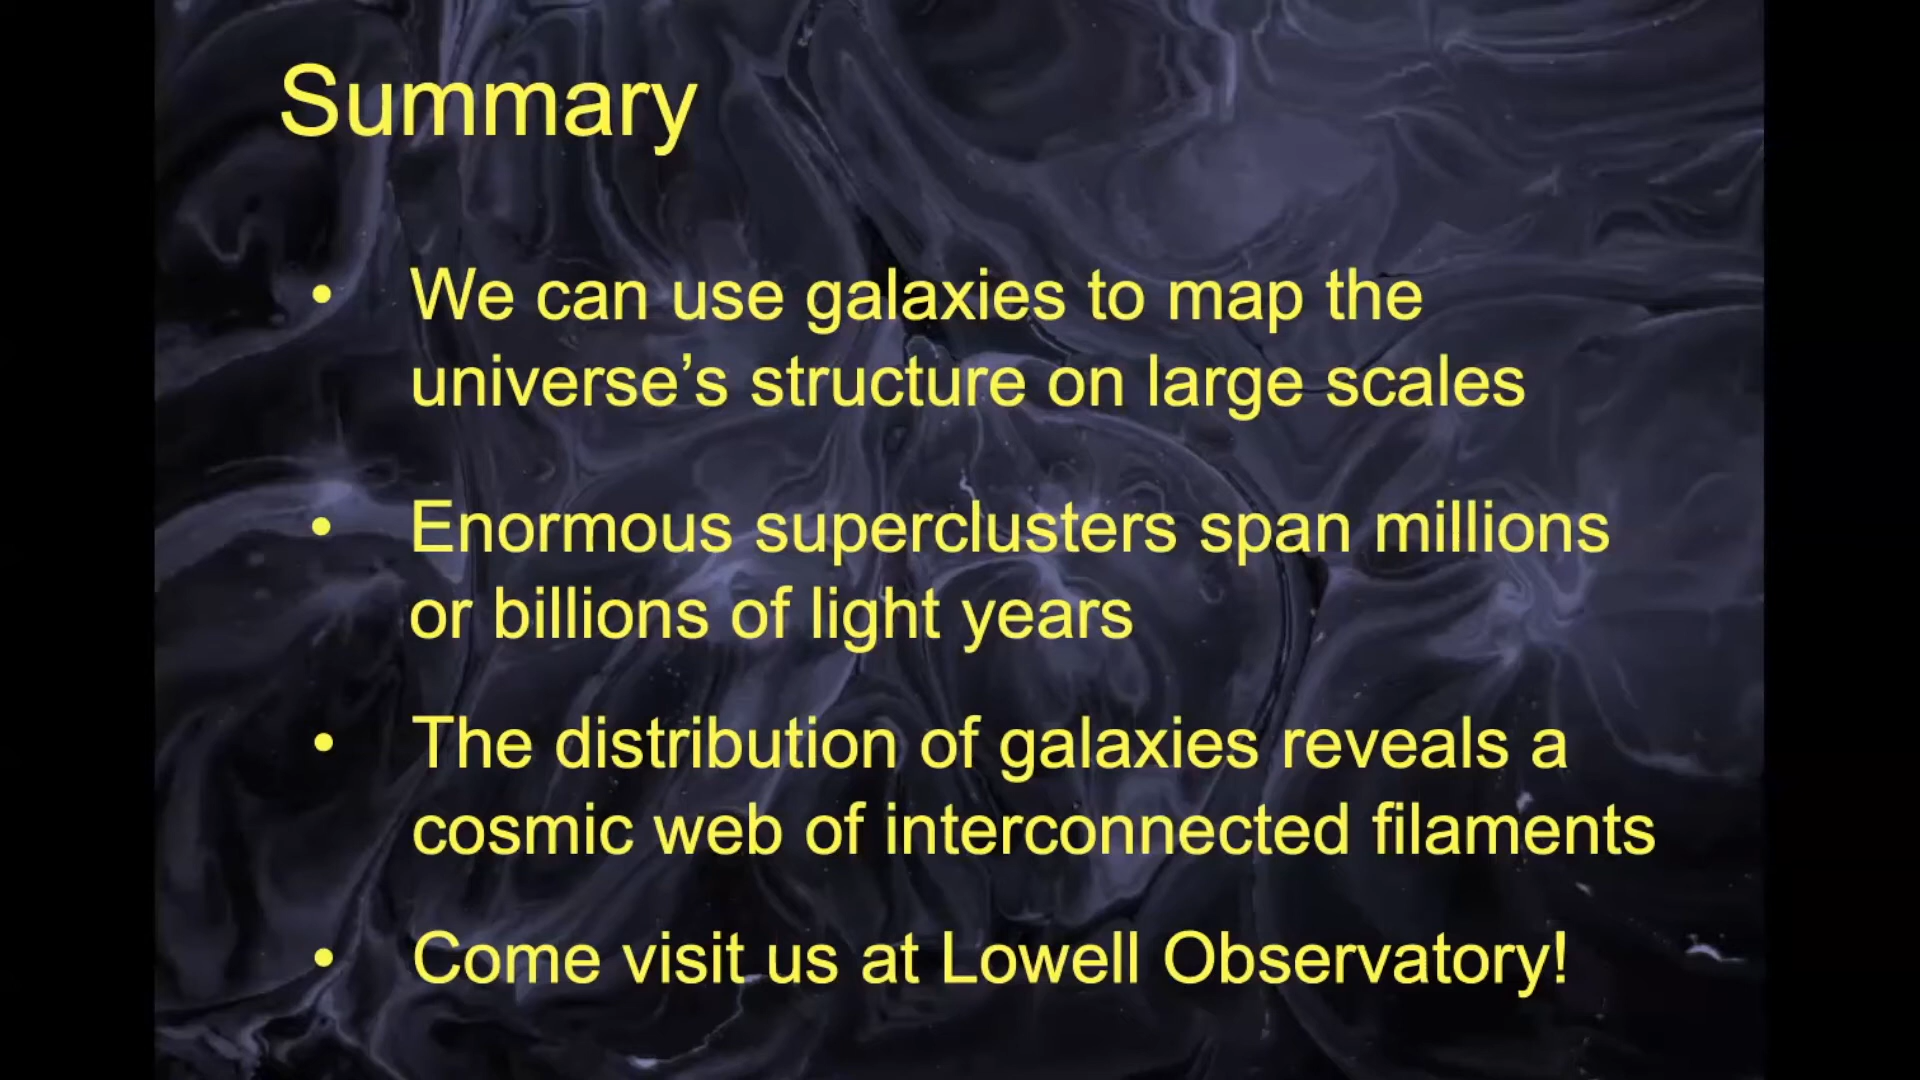 Summary
• We can use galaxies to map the
universe’s structure on large scales
• Enormous superclusters span millions
or billions of light years
• The distribution of galaxies reveals a
cosmic web of interconnected filaments
• Come visit us at Lowell Observatory!